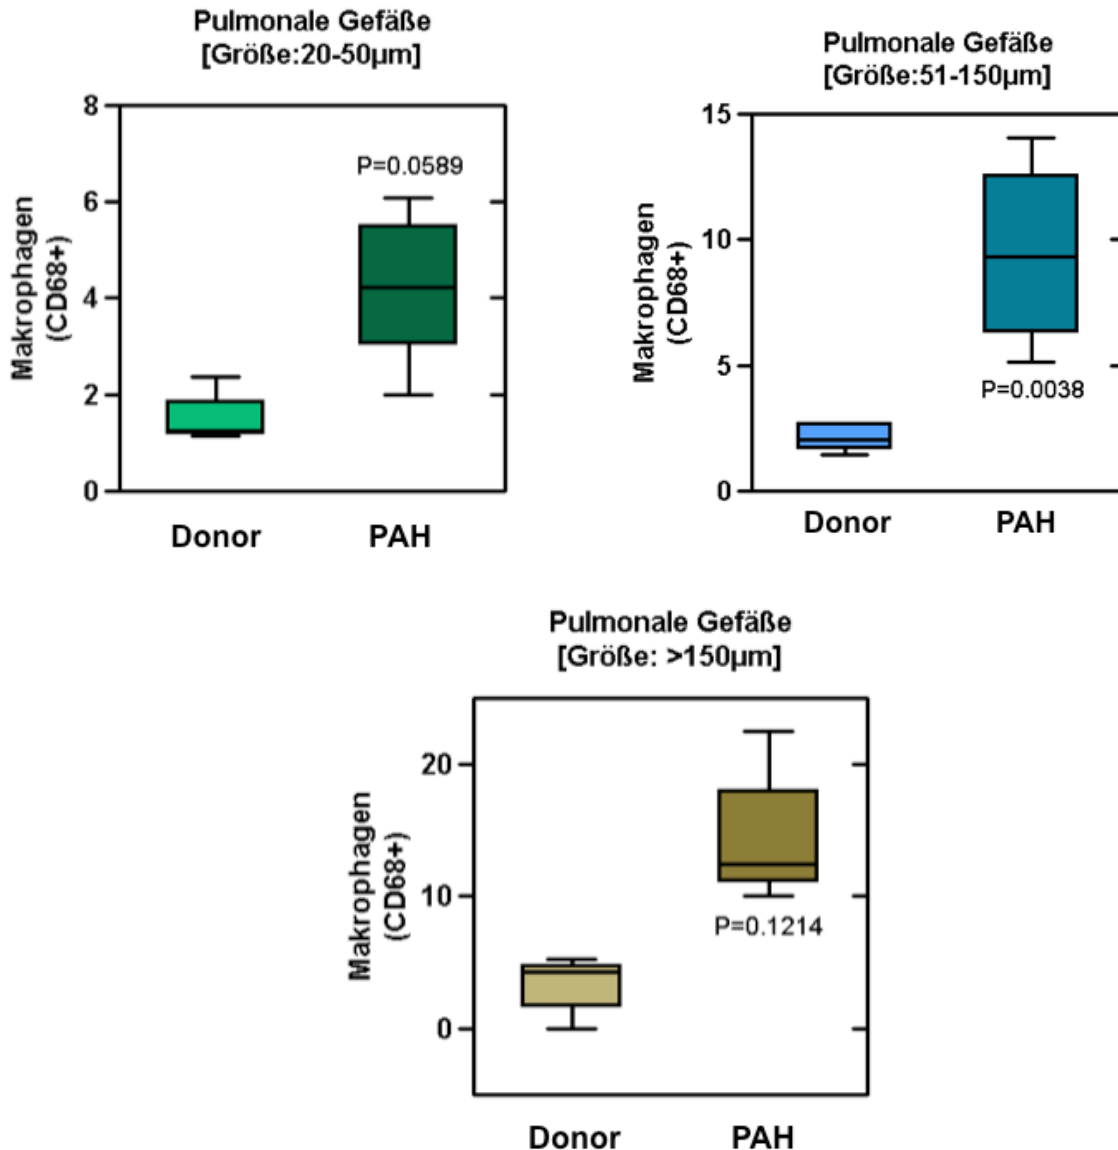 Pulmonale Gefäße
[Größe:20-50µm]
8
6
4
2
0
Makrophagen
(CD68+)
P=0.0589
Donor
PAH
Pulmonale Gefäße
[Größe:51-150µm]
15
10
5
0
Makrophagen
(CD68+)
P=0.0038
Donor
PAH
Pulmonale Gefäße
[Größe: >150µm]
20
10
0
Makrophagen
(CD68+)
P=0.1214
Donor
PAH